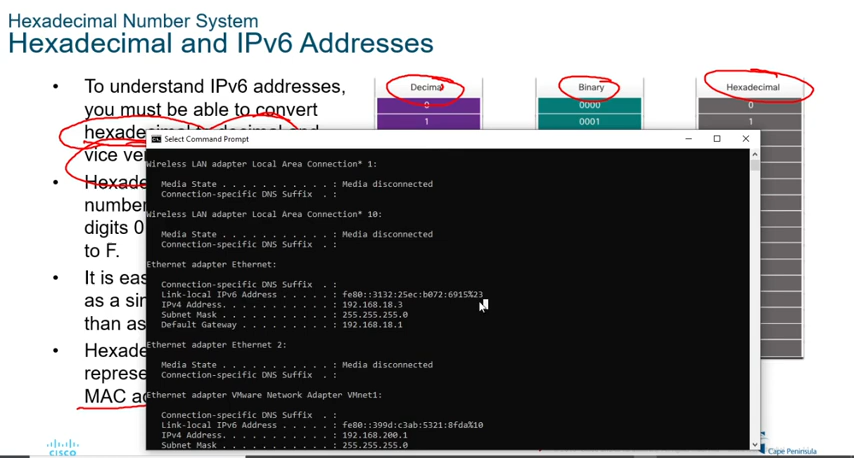 Hexadecimal Number System
Hexadecimal and IPv6 Addresses
• To understand IPv6 addresses,
you must be able to convert
hexadecimal to decimal and
vice ver
• Hexade
number
digits 0
to F.
• It is eas
as a sin
than as
• Hexade
repres
MAC ad
Decimal Binary Hexadecimal
0 0000 0
1 0001 1
Select Command Prompt
Wireless LAN adapter Local Area Connection* 1:
Media State . . . . . . . . . . . : Media disconnected
Connection-specific DNS Suffix . :
Wireless LAN adapter Local Area Connection* 10:
Media State . . . . . . . . . . . : Media disconnected
Connection-specific DNS Suffix . :
Ethernet adapter Ethernet:
Connection-specific DNS Suffix . :
Link-local IPv6 Address . . . . . : fe80::3132:25ec:b072:6915%23
IPv4 Address. . . . . . . . . . . : 192.168.18.3
Subnet Mask . . . . . . . . . . . : 255.255.255.0
Default Gateway . . . . . . . . . : 192.168.18.1
Ethernet adapter Ethernet 2:
Media State . . . . . . . . . . . : Media disconnected
Connection-specific DNS Suffix . :
Ethernet adapter VMware Network Adapter VMnet1:
Connection-specific DNS Suffix . :
Link-local IPv6 Address . . . . . : fe80::399d:c3ab:5321:8fda%10
IPv4 Address. . . . . . . . . . . : 192.168.200.1
Subnet Mask . . . . . . . . . . . : 255.255.255.0
CISCO
Cape Peninsula